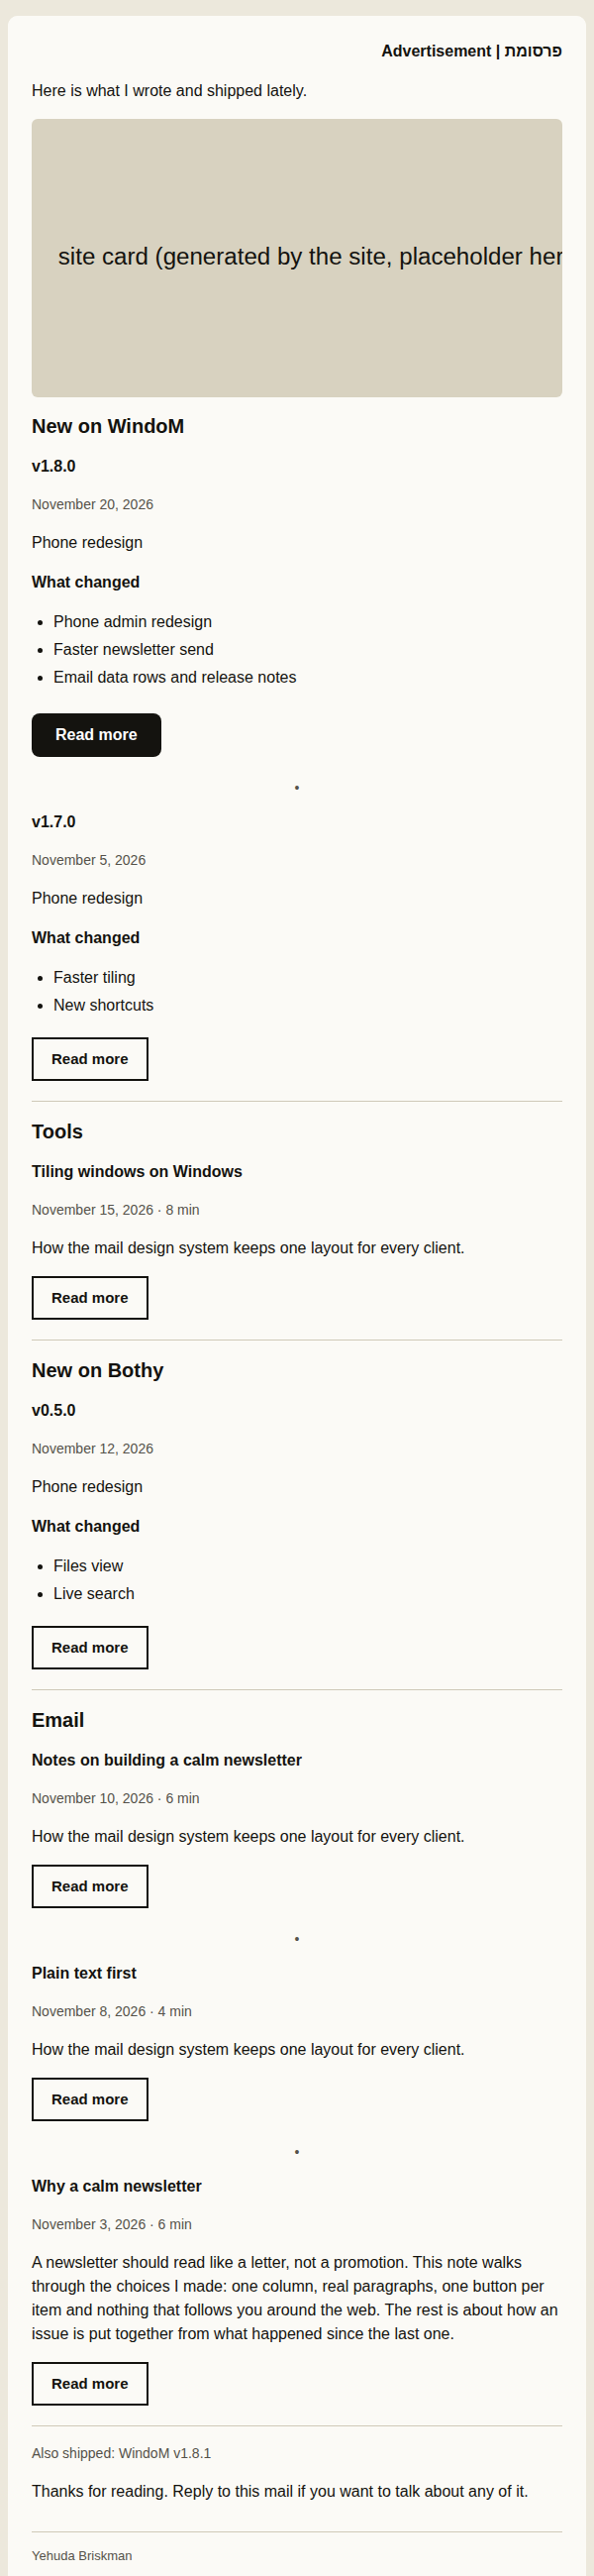 Advertisement | פרסומת
Here is what I wrote and shipped lately.
site card (generated by the site, placeholder her
New on WindoM
v1.8.0
November 20, 2026
Phone redesign
What changed
• Phone admin redesign
• Faster newsletter send
• Email data rows and release notes
Read more
•
v1.7.0
November 5, 2026
Phone redesign
What changed
• Faster tiling
• New shortcuts
Read more
Tools
Tiling windows on Windows
November 15, 2026 · 8 min
How the mail design system keeps one layout for every client.
Read more
New on Bothy
v0.5.0
November 12, 2026
Phone redesign
What changed
• Files view
• Live search
Read more
Email
Notes on building a calm newsletter
November 10, 2026 · 6 min
How the mail design system keeps one layout for every client.
Read more
•
Plain text first
November 8, 2026 · 4 min
How the mail design system keeps one layout for every client.
Read more
•
Why a calm newsletter
November 3, 2026 · 6 min
A newsletter should read like a letter, not a promotion. This note walks
through the choices I made: one column, real paragraphs, one button per
item and nothing that follows you around the web. The rest is about how an
issue is put together from what happened since the last one.
Read more
Also shipped: WindoM v1.8.1
Thanks for reading. Reply to this mail if you want to talk about any of it.
Yehuda Briskman